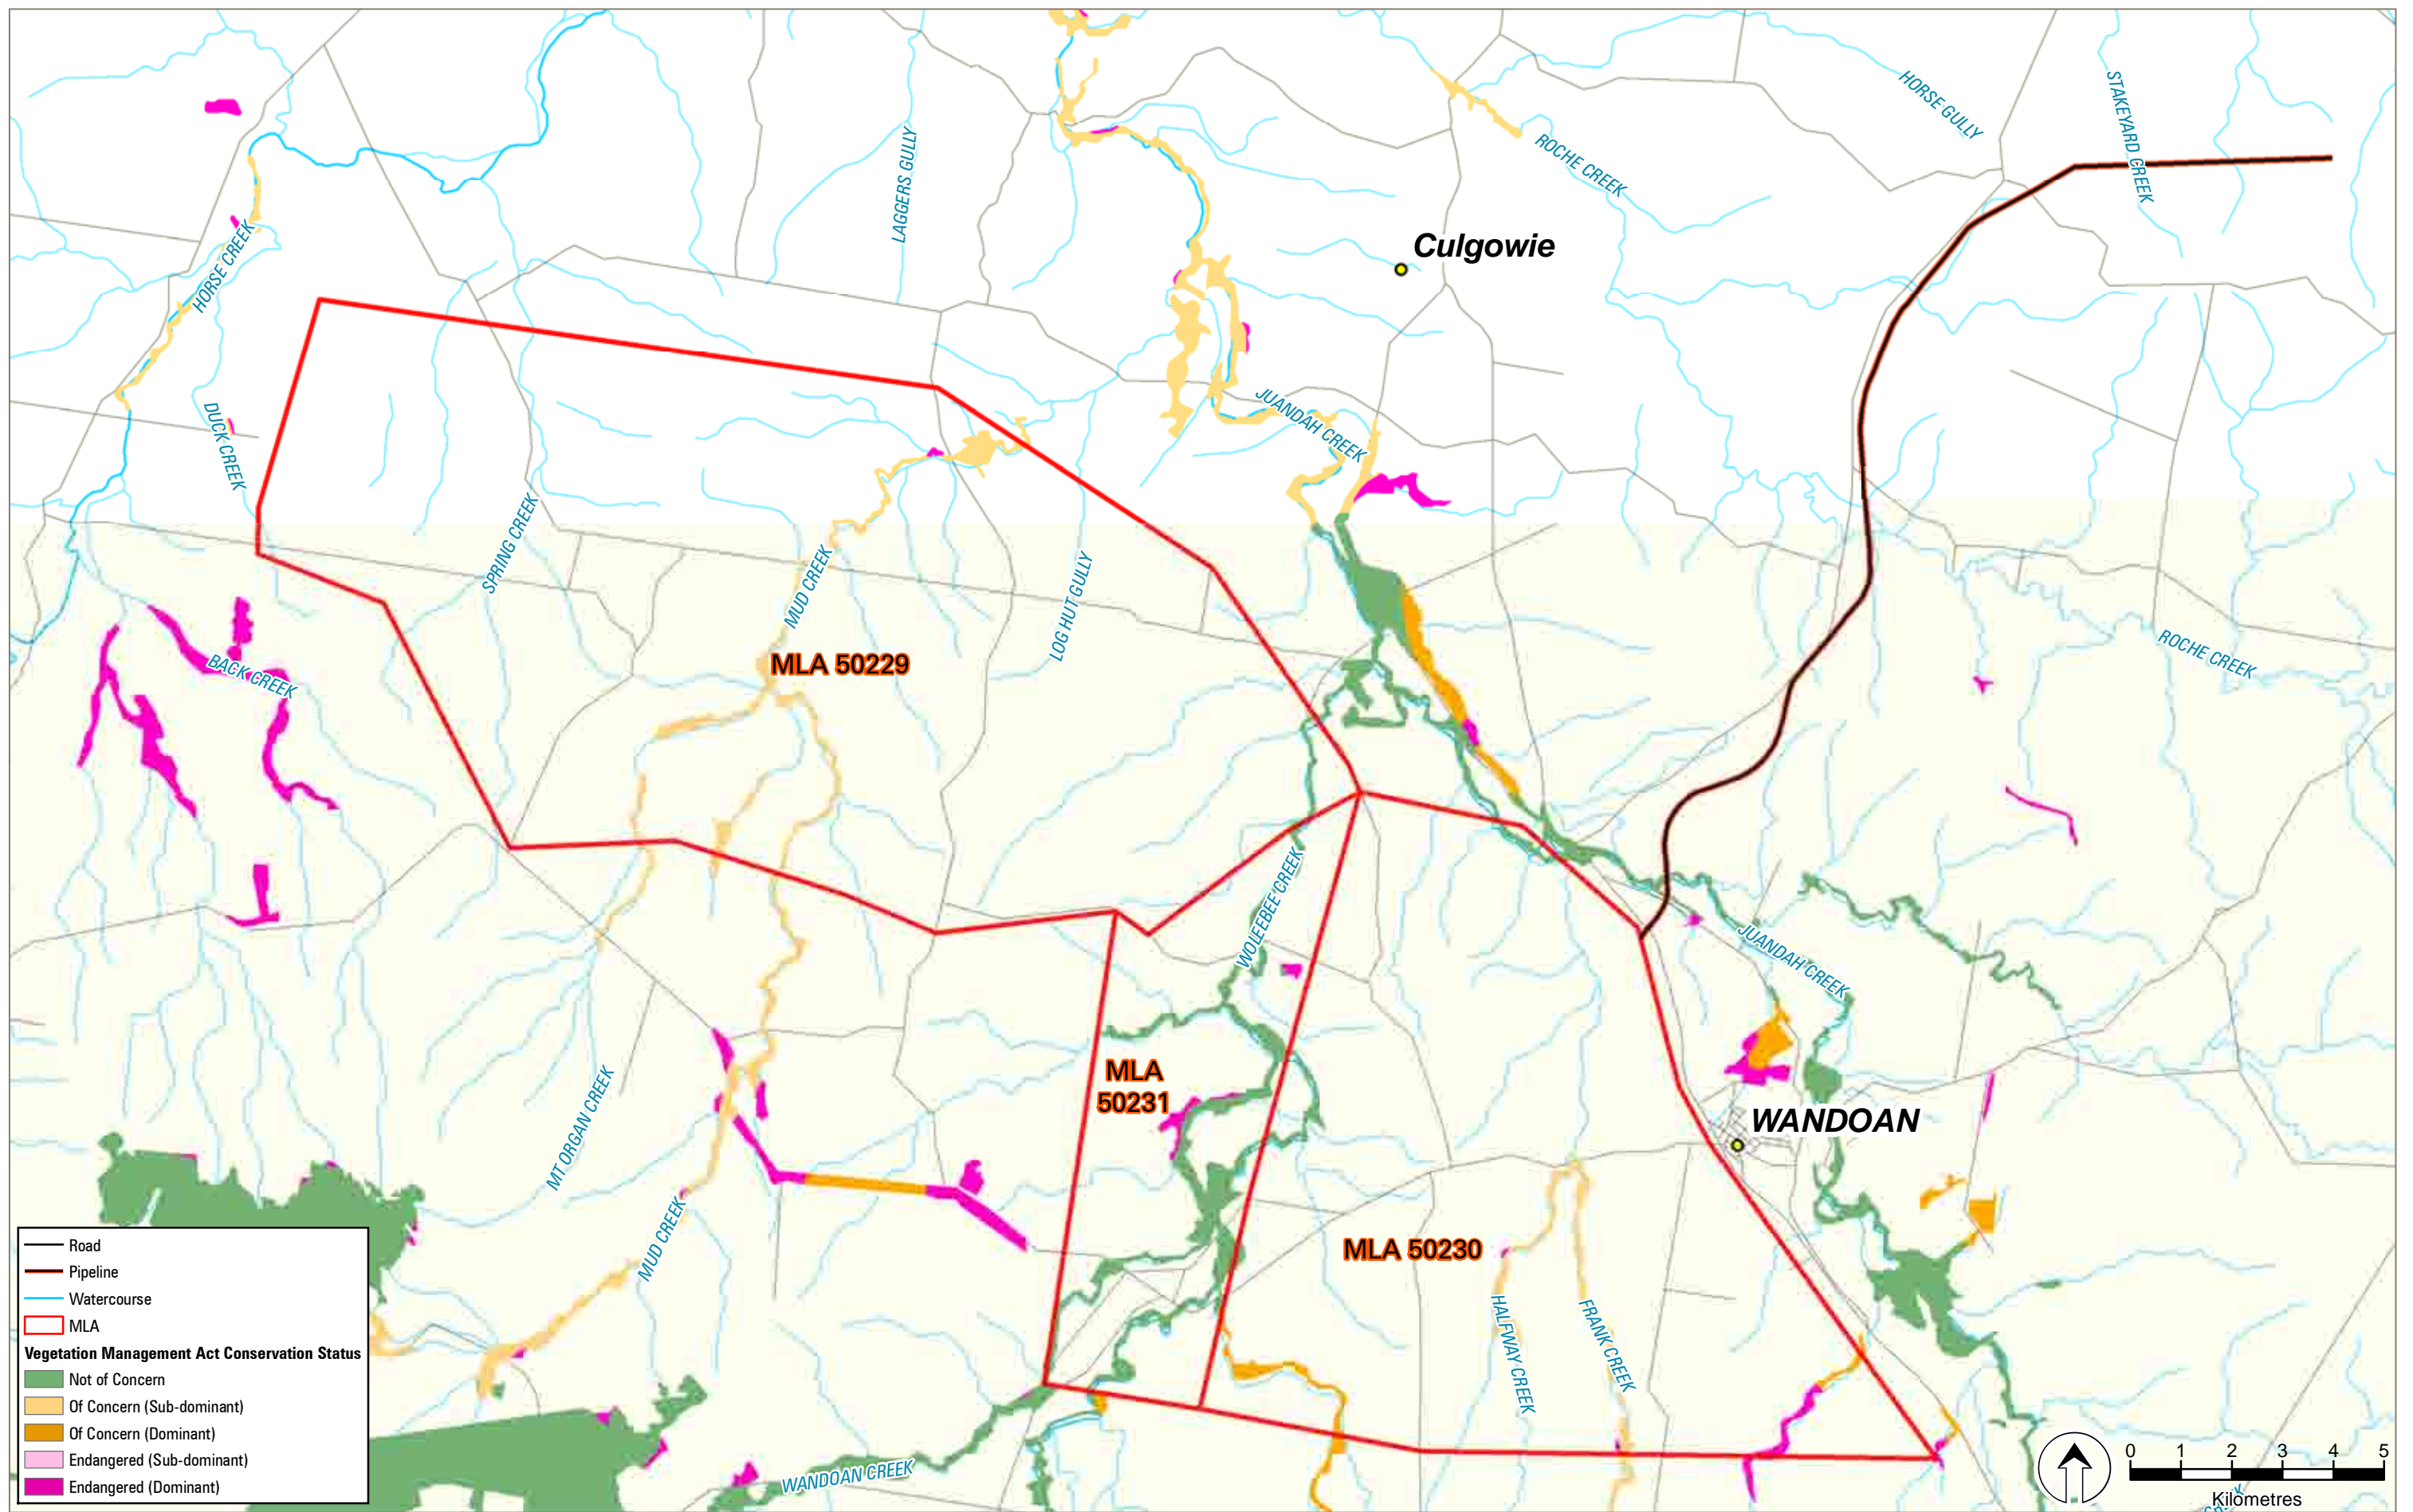 HORSE GULLY
STAKEYARD CREEK
LAGGERS GULLY
ROCHE CREEK
Culgowie
HORSE CREEK
JUANDAH CREEK
DUCK CREEK
SPRING CREEK
MUD CREEK
LOG HUT GULLY
ROCHE CREEK
BACK CREEK
MLA 50229
WOLEEBEE CREEK
JUANDAH CREEK
MLA
50231
WANDOAN
MT ORGAN CREEK
MUD CREEK
MLA 50230
HALFWAY CREEK
FRANK CREEK
WANDOAN CREEK
Road
Pipeline
Watercourse
MLA
Vegetation Management Act Conservation Status
Not of Concern
Of Concern (Sub-dominant)
Of Concern (Dominant)
Endangered (Sub-dominant)
Endangered (Dominant)
0 1 2 3 4 5
Kilometres